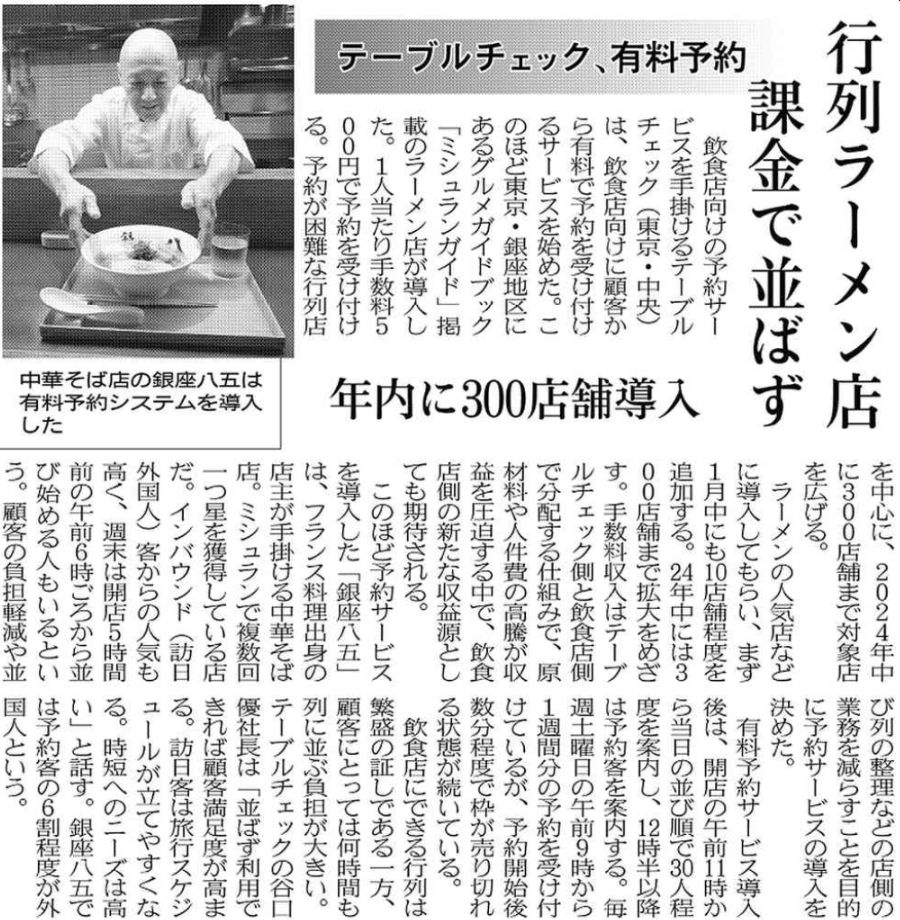 行列ラーメン店
課金で並ばず
テーブルチェック、有料予約
年内に300店舗導入
飲食店向けの予約サー
ビスを手掛けるテーブル
チェック（東京・中央）
は、飲食店向けに顧客か
ら有料で予約を受け付け
るサービスを始めた。こ
のほど東京・銀座地区に
あるグルメガイドブック
「ミシュランガイド」掲
載のラーメン店が導入し
た。1人当たり手数料5
00円で予約を受け付け
る。予約が困難な行列店
を中心に、2024年中
に300店舗まで対象店
を広げる。
ラーメンの人気店など
に導入してもらい、まず
1月中にも10店舗程度を
追加する。24年中には3
00店舗まで拡大をめざ
す。手数料収入はテーブ
ルチェック側と飲食店側
で分配する仕組みで、原
材料や人件費の高騰が収
益を圧迫する中で、飲食
店側の新たな収益源とし
ても期待される。
このほど予約サービス
を導入した「銀座八五」
は、フランス料理出身の
店主が手掛ける中華そば
店。ミシュランで複数回
一つ星を獲得している店
だ。インバウンド（訪日
外国人）客からの人気も
高く、週末は開店5時間
前の午前6時ごろから並
び始める人もいるとい
う。顧客の負担軽減や並
び列の整理などの店側の
業務を減らすことを目的
に予約サービスの導入を
決めた。
有料予約サービス導入
後は、開店の午前11時か
ら当日の並び順で30人程
度を案内し、12時半以降
は予約客を案内する。毎
週土曜日の午前9時から
1週間分の予約を受け付
けているが、予約開始後
数分程度で枠が売り切れ
る状態が続いている。
飲食店にできる行列は
繁盛の証しである一方、
顧客にとっては何時間も
列に並ぶ負担が大きい。
テーブルチェックの谷口
優社長は「並ばず利用で
きれば顧客満足度が高ま
る。訪日客は旅行スケジ
ュールが立てやすくな
る。時短へのニーズは高
い」と話す。銀座八五で
は予約客の6割程度が外
国人という。
中華そば店の銀座八五は
有料予約システムを導入
した